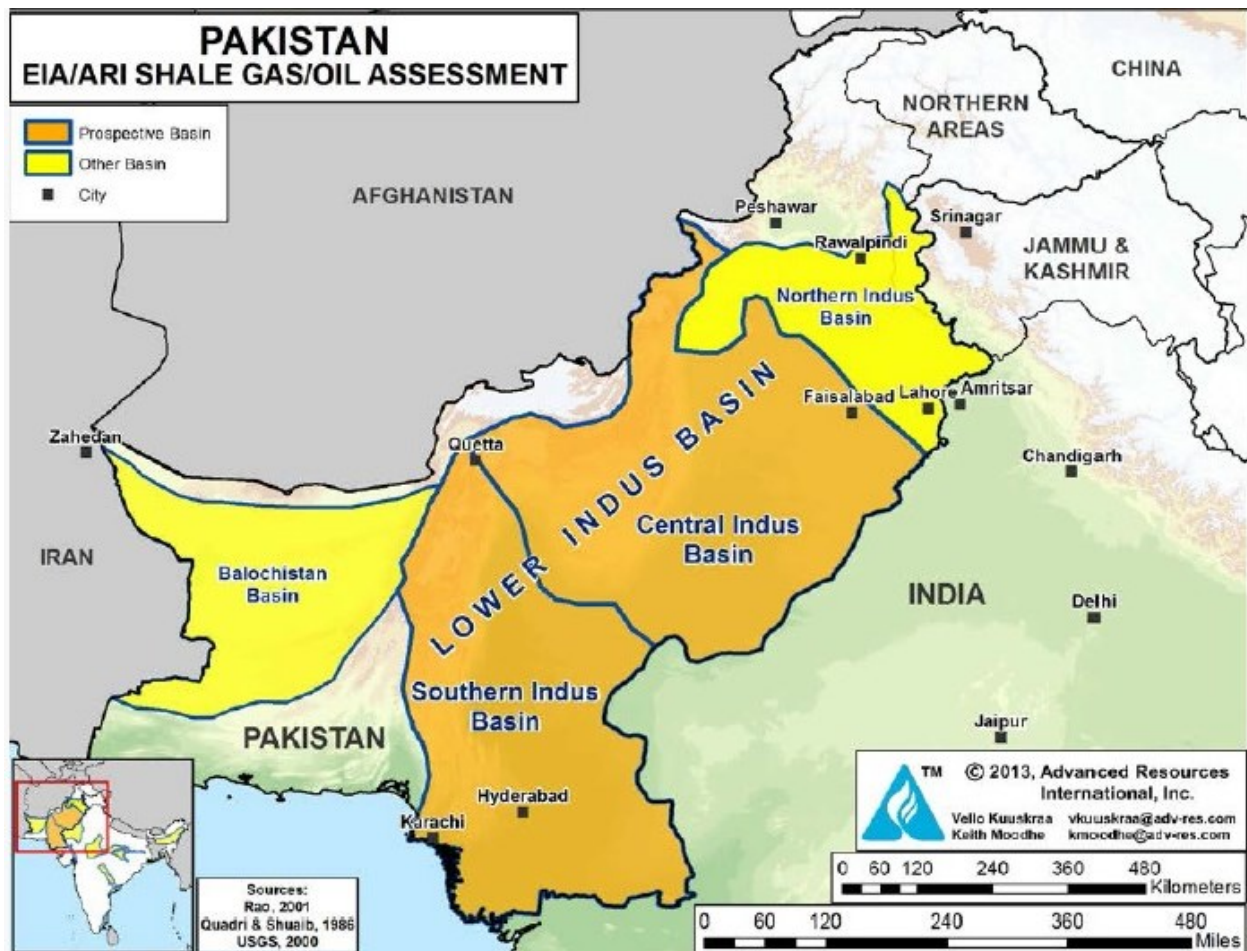 PAKISTAN
EIA/ARI SHALE GAS/OIL ASSESSMENT
Prospective Basin
Other Basin
City
CHINA
NORTHERN
AREAS
AFGHANISTAN
Peshawar
Srinagar
Rawalpindi
JAMMU &
KASHMIR
Northern Indus
Basin
Faisalabad
Lahore
Amritsar
Zahedan
Quetta
Chandigarh
LOWER INDUS BASIN
Central Indus
Basin
IRAN
Balochistan
Basin
INDIA
Delhi
Southern Indus
Basin
PAKISTAN
Jaipur
Hyderabad
Karachi
TM
© 2013, Advanced Resources
International, Inc.
Vello Kuuskraa vkuuskraa@adv-res.com
Keith Moodhe kmoodhe@adv-res.com
0 60 120 240 360 480
Kilometers
0 60 120 240 360 480
Miles
Sources:
Rao, 2001
Quadri & Shuaib, 1986
USGS, 2000